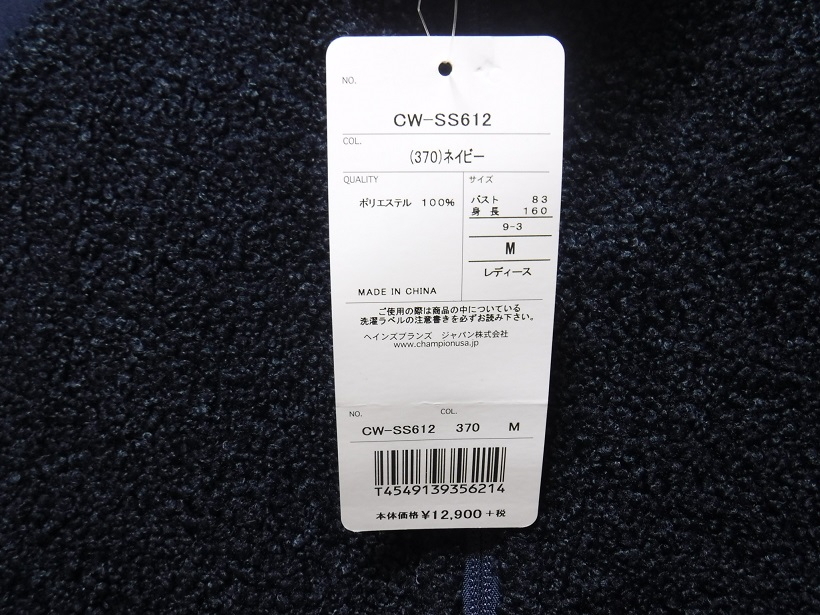 NO.
CW-SS612
COL.
(370)ネイビー
QUALITY
ポリエステル 100%
MADE IN CHINA
サイズ
バスト 83
身長 160
9-3
M
レディース
ご使用の際は商品の中についている
洗濯ラベルの注意書きを必ずお読み下さい。
ヘインズブランズ ジャパン株式会社
www.championusa.jp
NO. COL.
CW-SS612 370 M
T4549139356214
本体価格¥12,900+税